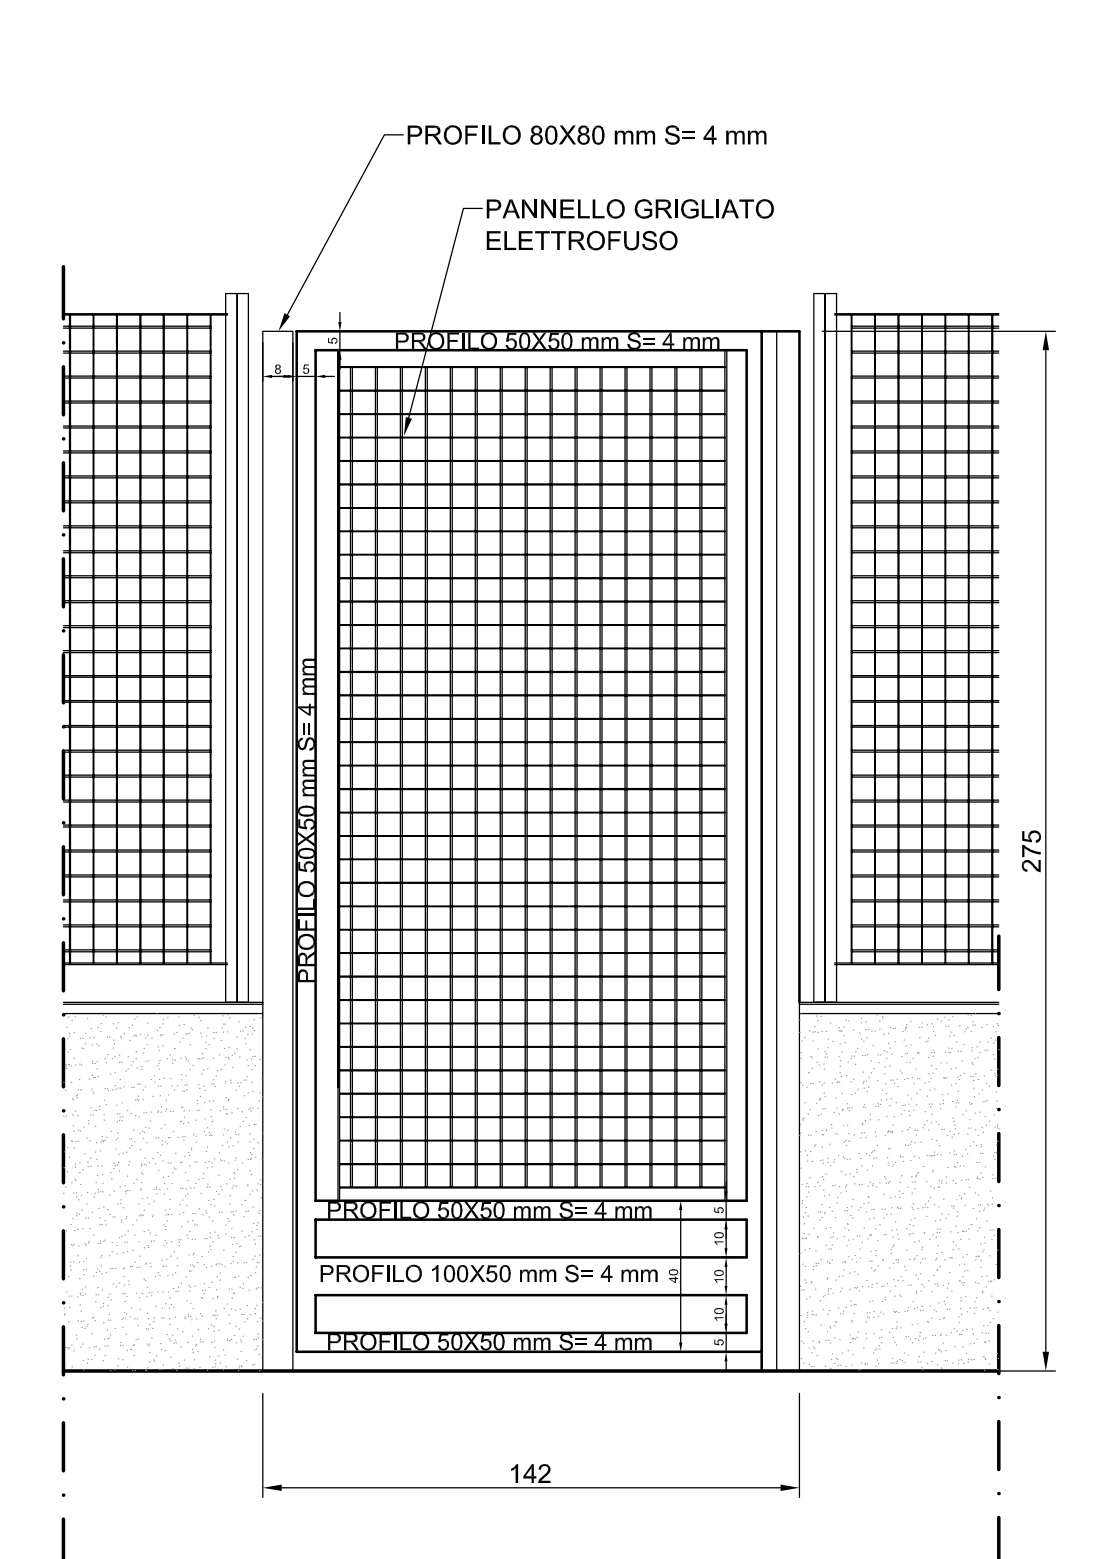 PROFILO 80X80 mm S= 4 mm
PANNELLO GRIGLIATO
ELETTROFUSO
5
PROFILO 50X50 mm S= 4 mm
8
5
PROFILO 50X50 mm S= 4 mm
275
PROFILO 50X50 mm S= 4 mm
5
10
PROFILO 100X50 mm S= 4 mm
40
10
10
PROFILO 50X50 mm S= 4 mm
5
142